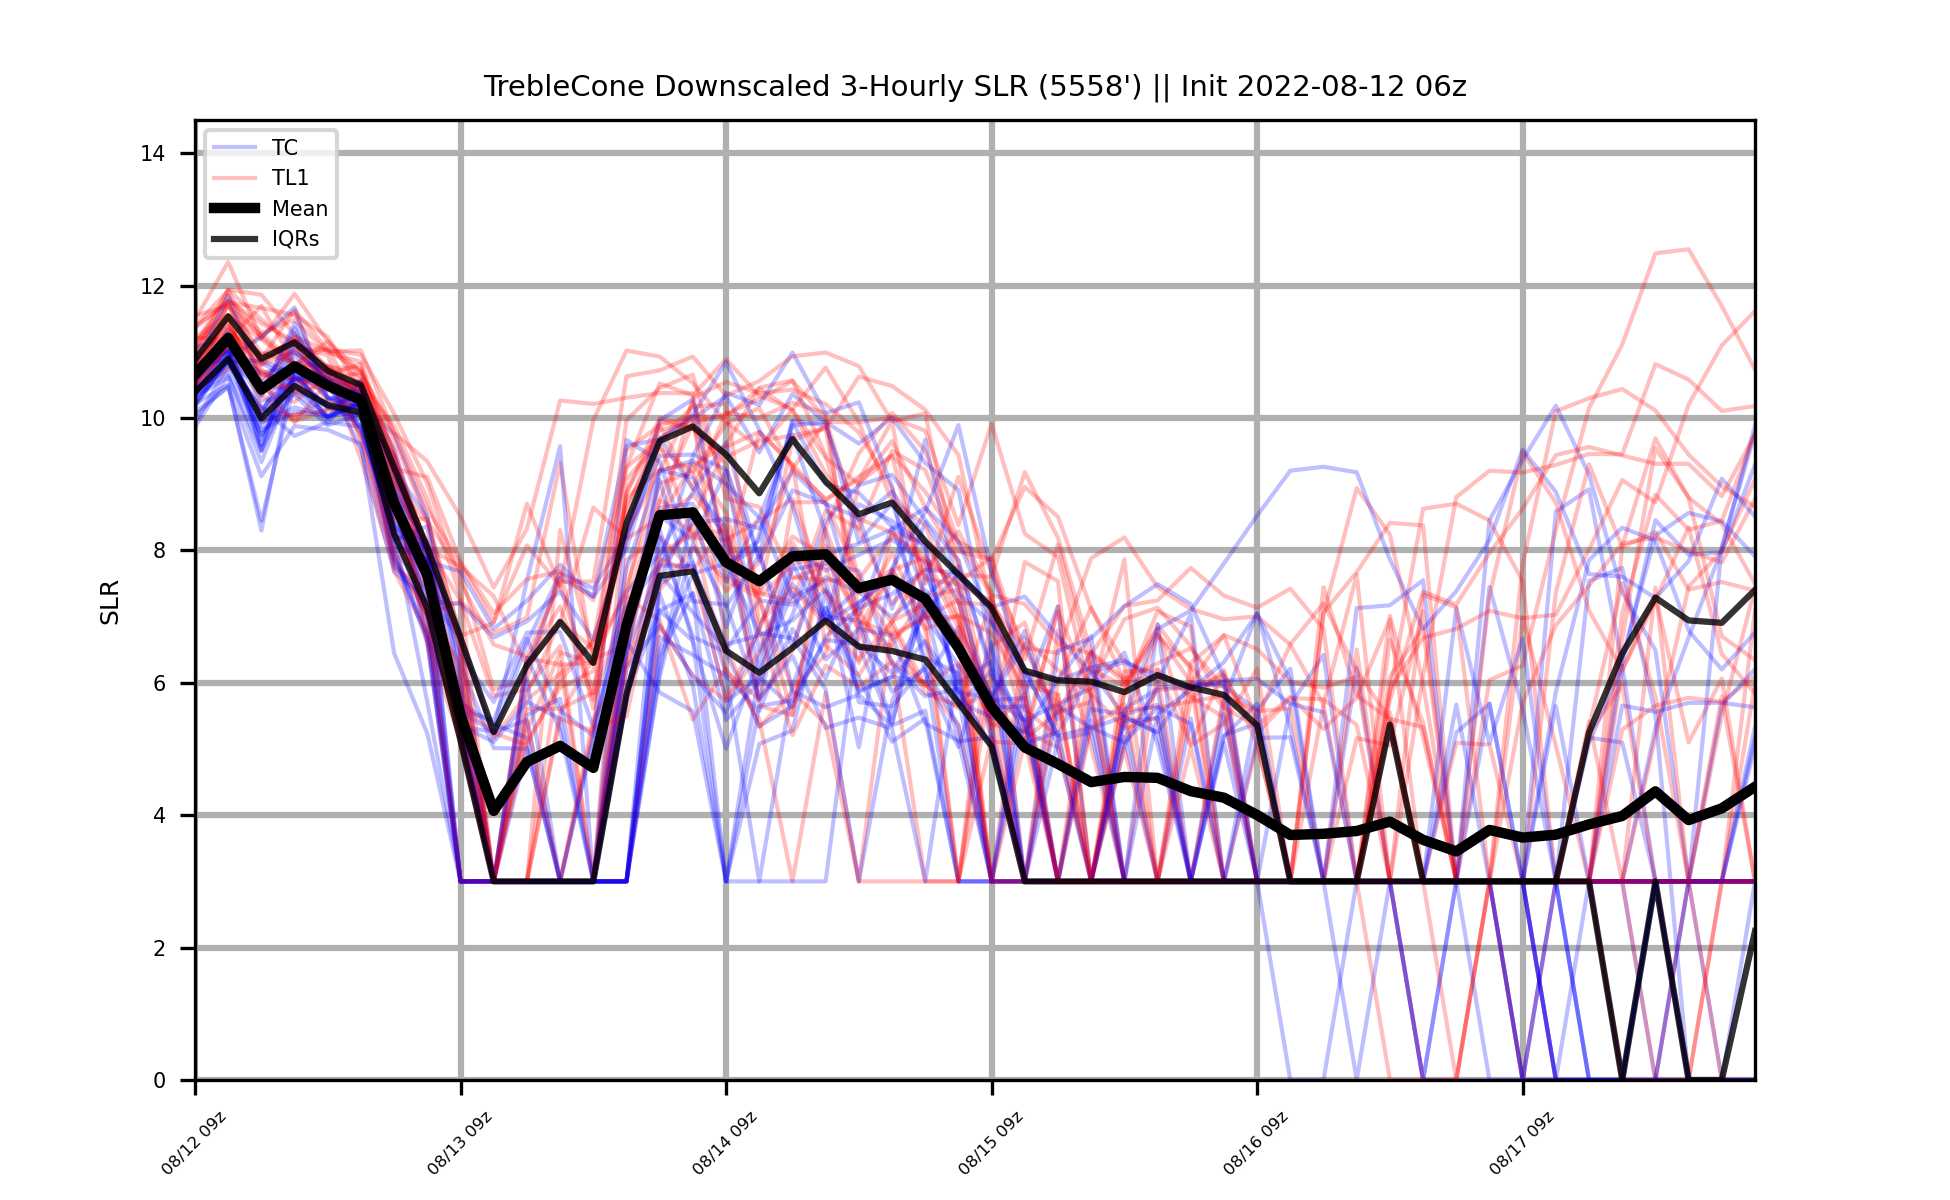 TrebleCone Downscaled 3-Hourly SLR (5558') || Init 2022-08-12 06z
TC
TL1
Mean
IQRs
SLR
14
12
10
8
6
4
2
0
08/12 09z
08/13 09z
08/14 09z
08/15 09z
08/16 09z
08/17 09z